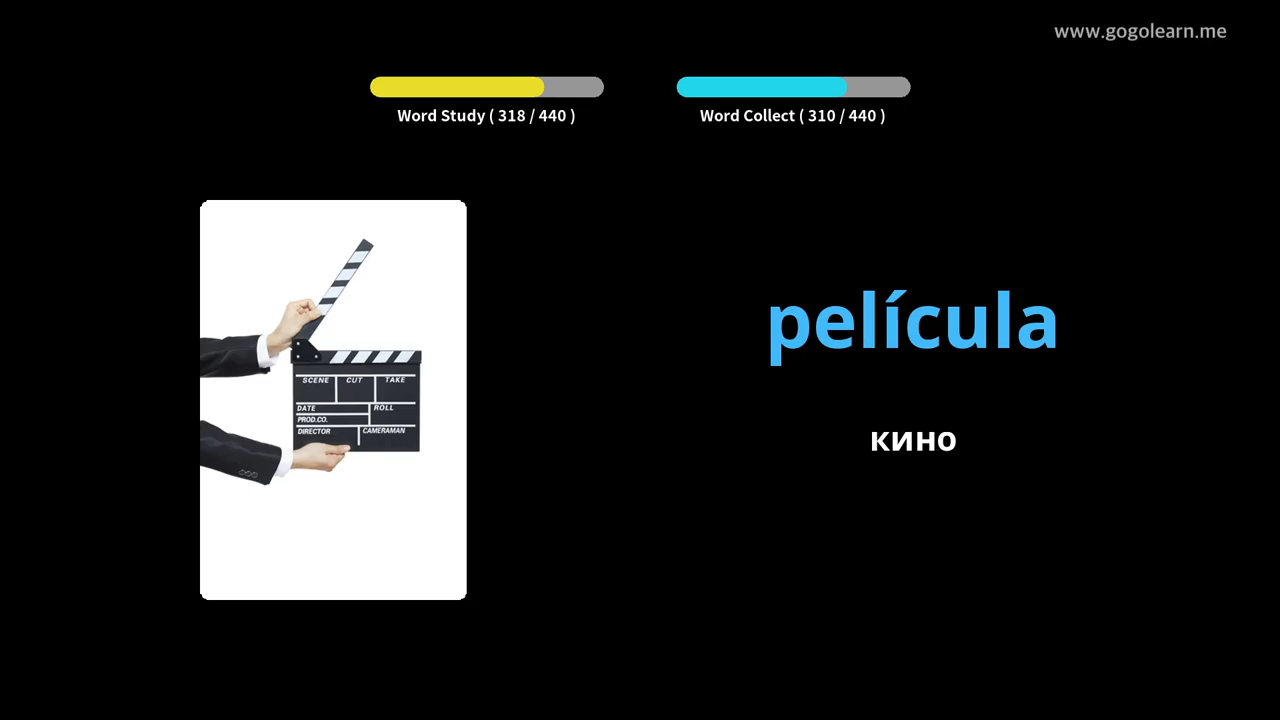 www.gogolearn.me
Word Study ( 318 / 440 )
Word Collect ( 310 / 440 )
SCENE
CUT
TAKE
DATE
ROLL
PROD.CO.
DIRECTOR
CAMERAMAN
película
кино